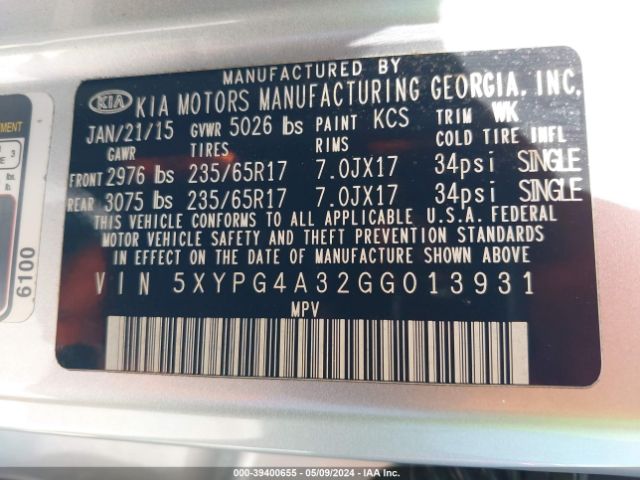 MANUFACTURED BY
KIA KIA MOTORS MANUFACTURING GEORGIA, INC.
JAN/21/15 GVWR 5026 lbs PAINT KCS TRIM WK
GAWR TIRES RIMS COLD TIRE INFL
FRONT 2976 lbs 235/65R17 7.0JX17 34psi SINGLE
REAR 3075 lbs 235/65R17 7.0JX17 34psi SINGLE
THIS VEHICLE CONFORMS TO ALL APPLICABLE U.S.A. FEDERAL
MOTOR VEHICLE SAFETY AND THEFT PREVENTION STANDARDS
IN EFFECT ON THE DATE OF MANUFACTURE SHOWN ABOVE.
VIN 5XYPG4A32GG013931
MPV
3
6100
000-39400655 - 05/09/2024 - IAA Inc.